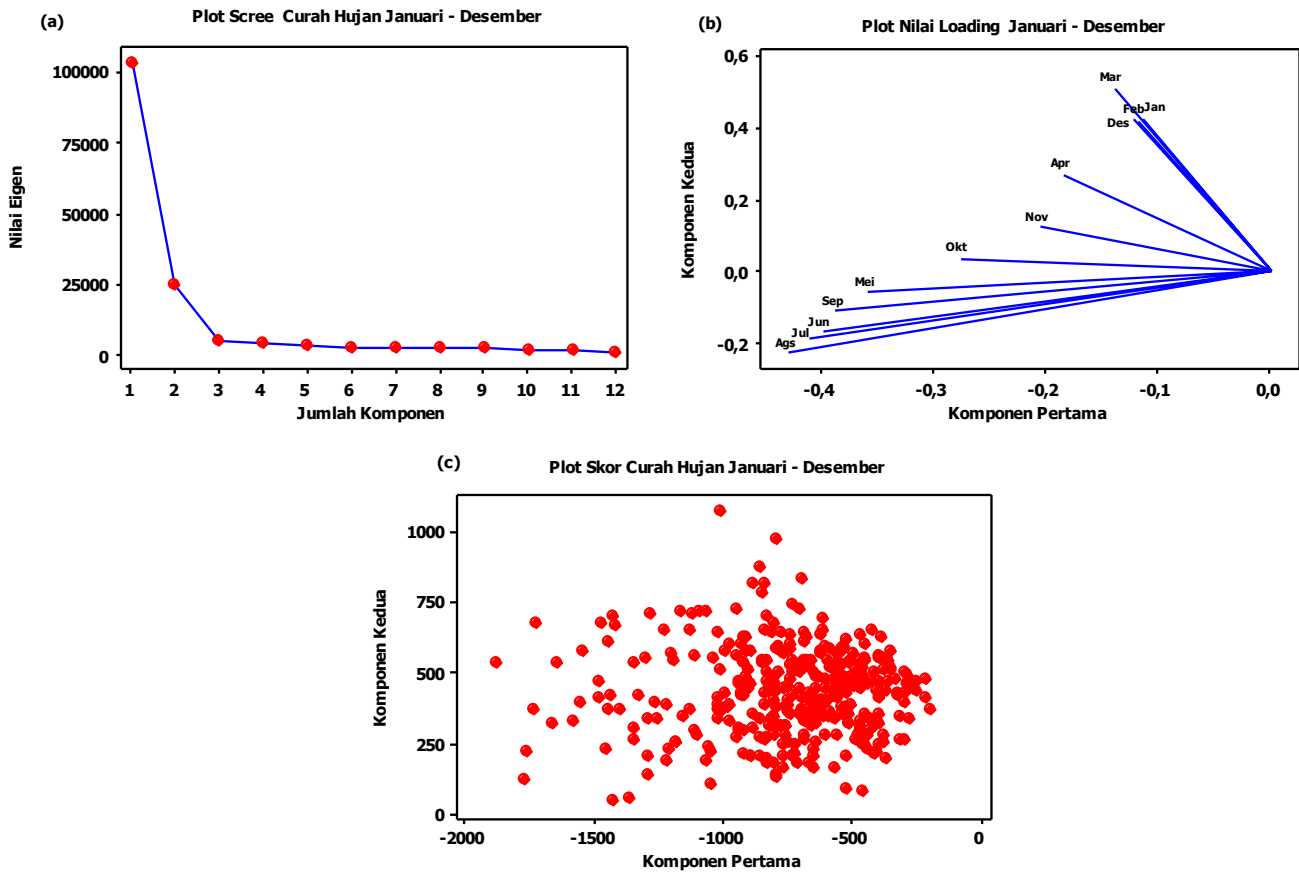 (a)
Plot Scree Curah Hujan Januari - Desember
Nilai Eigen
100000
75000
50000
25000
0
1 2 3 4 5 6 7 8 9 10 11 12
Jumlah Komponen
(b)
Plot Nilai Loading Januari - Desember
Komponen Kedua
0,6
0,4
0,2
0,0
-0,2
Mar
Feb
Jan
Des
Apr
Nov
Okt
Mei
Sep
Jun
Jul
Ags
-0,4 -0,3 -0,2 -0,1 0,0
Komponen Pertama
(c)
Plot Skor Curah Hujan Januari - Desember
Komponen Kedua
1000
750
500
250
0
-2000 -1500 -1000 -500 0
Komponen Pertama